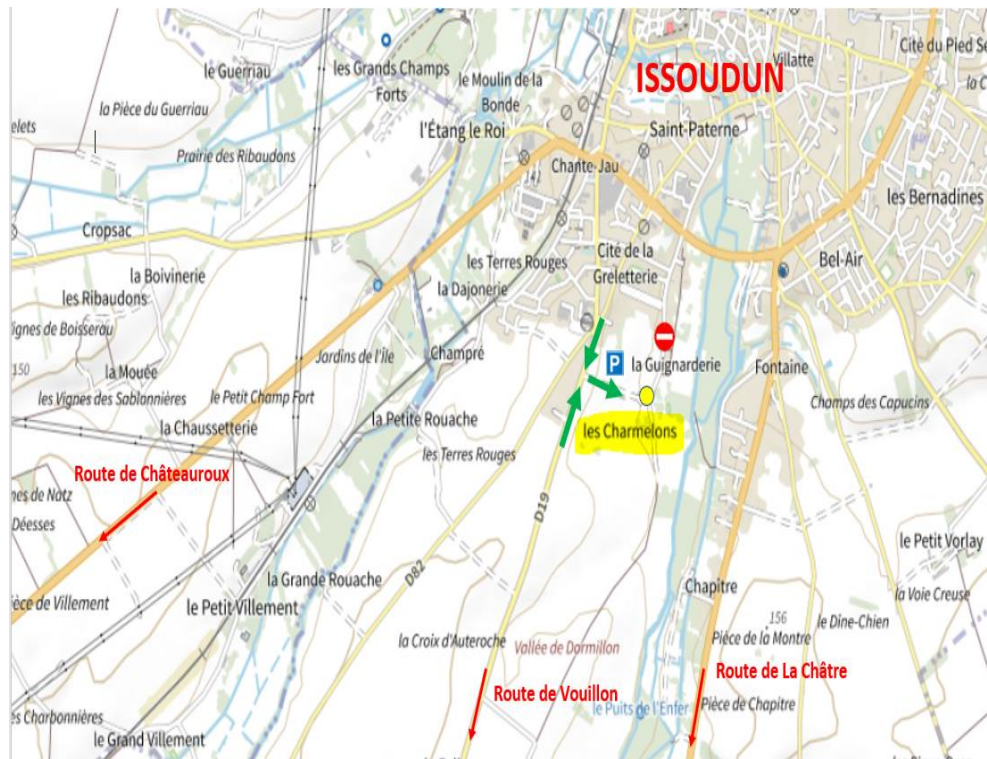 Cité du Pied Se
le Guerriau
les Grands Champs
Forts
le Moulin de la
Bonde
ISSOUDUN
Villatte
la Pièce du Guerriau
l'Étang le Roi
Saint-Paterne
Prairie des Ribaudons
141
Chante-Jau
les Bernadines
Cropsac
la Boivinerie
les Terres Rouges
Cité de la
Greletterie
Bel-Air
les Ribaudons
la Dajonerie
Vignes de Boisserau
Jardins de l'Île
Champré
P
la Guignarderie
Fontaine
150
la Mouée
les Vignes des Sablonnières
le Petit Champ Fort
la Petite Rouache
Champs des Capucins
la Chaussetterie
les Charmelons
les Terres Rouges
Route de Châteauroux
nes de Natz
Déesses
D19
le Petit Vorlay
D82
la Grande Rouache
Chapitre
la Voie Creuse
ièce de Villement
le Petit Villement
156
le Dîne-Chien
la Croix d'Auteroche
Vallée de Dormillon
Pièce de la Montre
Route de Vouillon
Route de La Châtre
le Puits de l'Enfer
Pièce de Chapitre
es Charbonnières
le Grand Villement